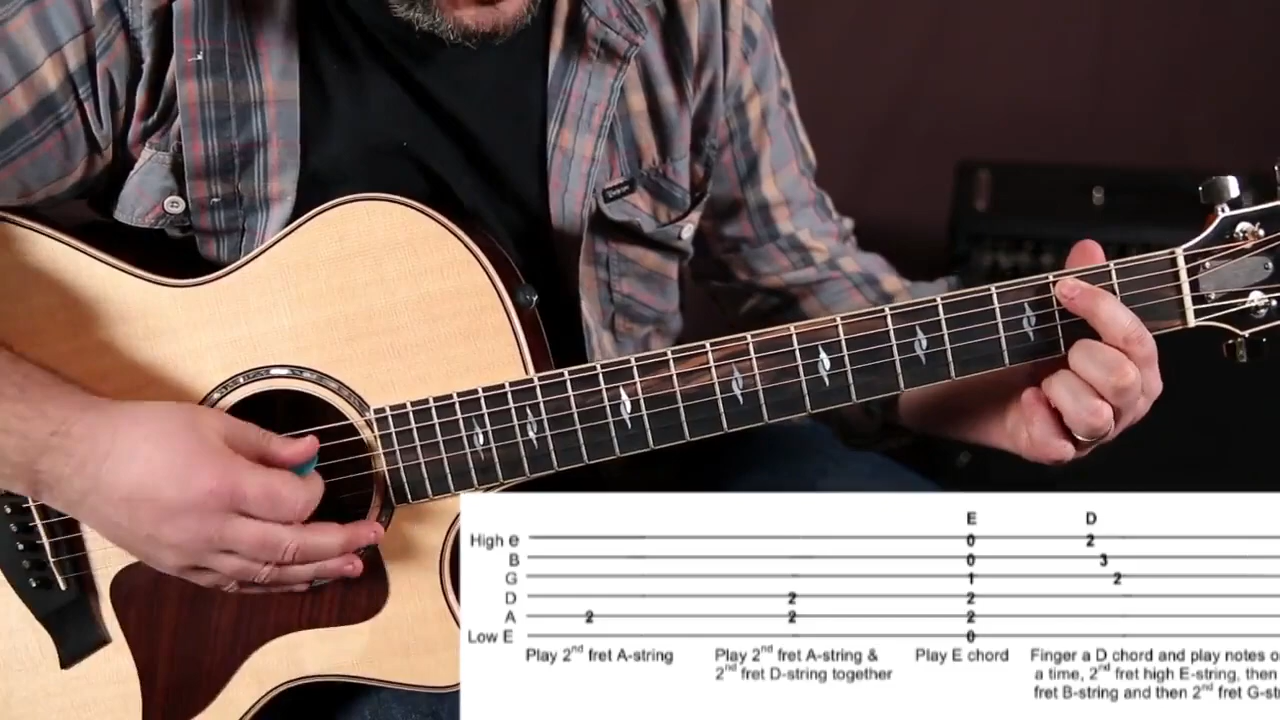 E D
High e 0 2
B 0 3
G 1 2
D 2 2
A 2 2 2
Low E 0
Play 2nd fret A-string Play 2nd fret A-string & Play E chord Finger a D chord and play notes
2nd fret D-string together a time, 2nd fret high E-string, then
fret B-string and then 2nd fret